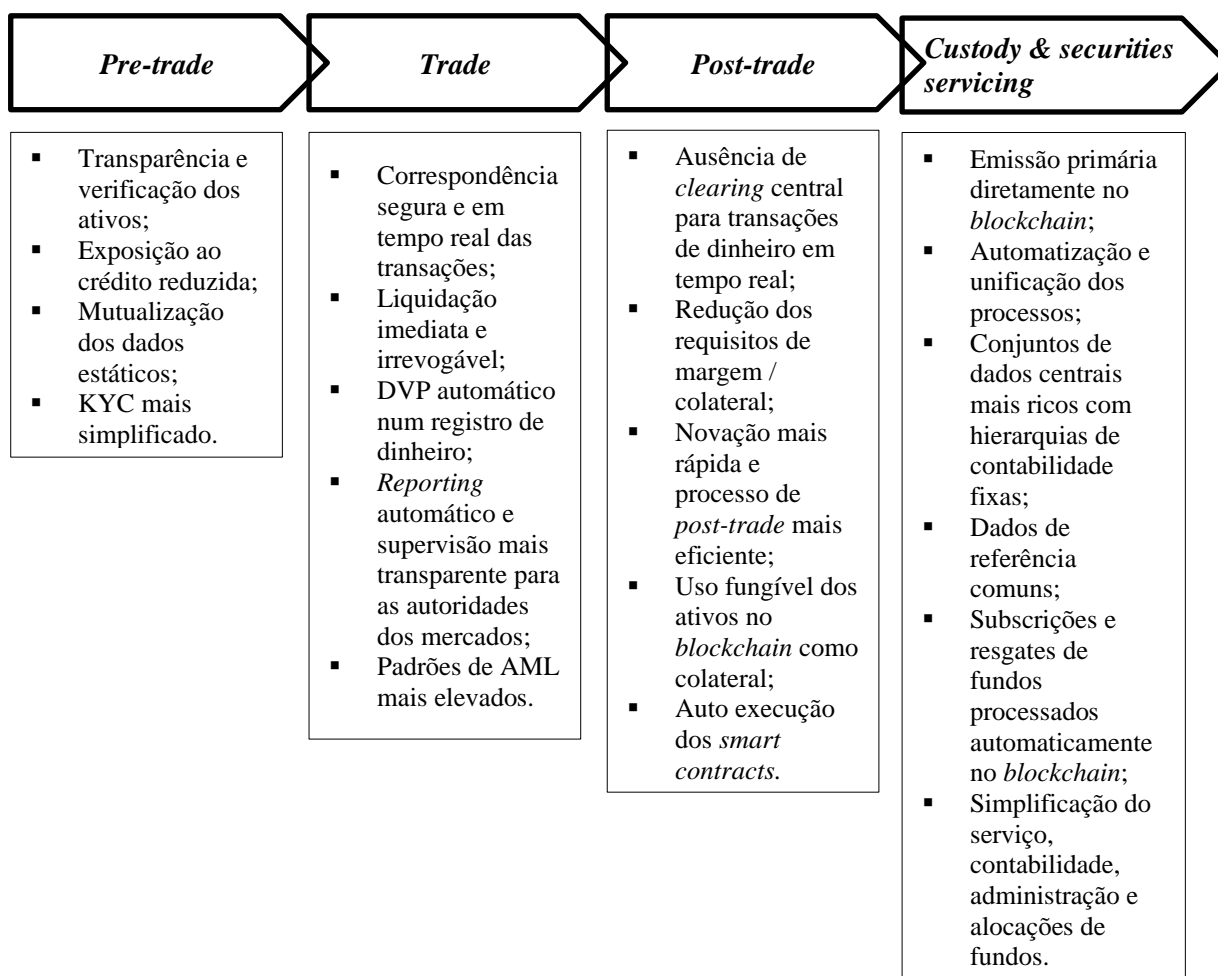 Pre-trade
Trade
Post-trade
Custody & securities
servicing
▪ Transparência e
verificação dos
ativos;
▪ Exposição ao
crédito reduzida;
▪ Mutualização
dos dados
estáticos;
▪ KYC mais
simplificado.
▪ Correspondência
segura e em
tempo real das
transações;
▪ Liquidação
imediata e
irrevogável;
▪ DVP automático
num registro de
dinheiro;
▪ Reporting
automático e
supervisão mais
transparente para
as autoridades
dos mercados;
▪ Padrões de AML
mais elevados.
▪ Ausência de
clearing central
para transações
de dinheiro em
tempo real;
▪ Redução dos
requisitos de
margem /
colateral;
▪ Novação mais
rápida e
processo de
post-trade mais
eficiente;
▪ Uso fungível dos
ativos no
blockchain como
colateral;
▪ Auto execução
dos smart
contracts.
▪ Emissão primária
diretamente no
blockchain;
▪ Automatização e
unificação dos
processos;
▪ Conjuntos de
dados centrais
mais ricos com
hierarquias de
contabilidade
fixas;
▪ Dados de
referência
comuns;
▪ Subscrições e
resgates de
fundos
processados
automaticamente
no blockchain;
▪ Simplificação do
serviço,
contabilidade,
administração e
alocações de
fundos.